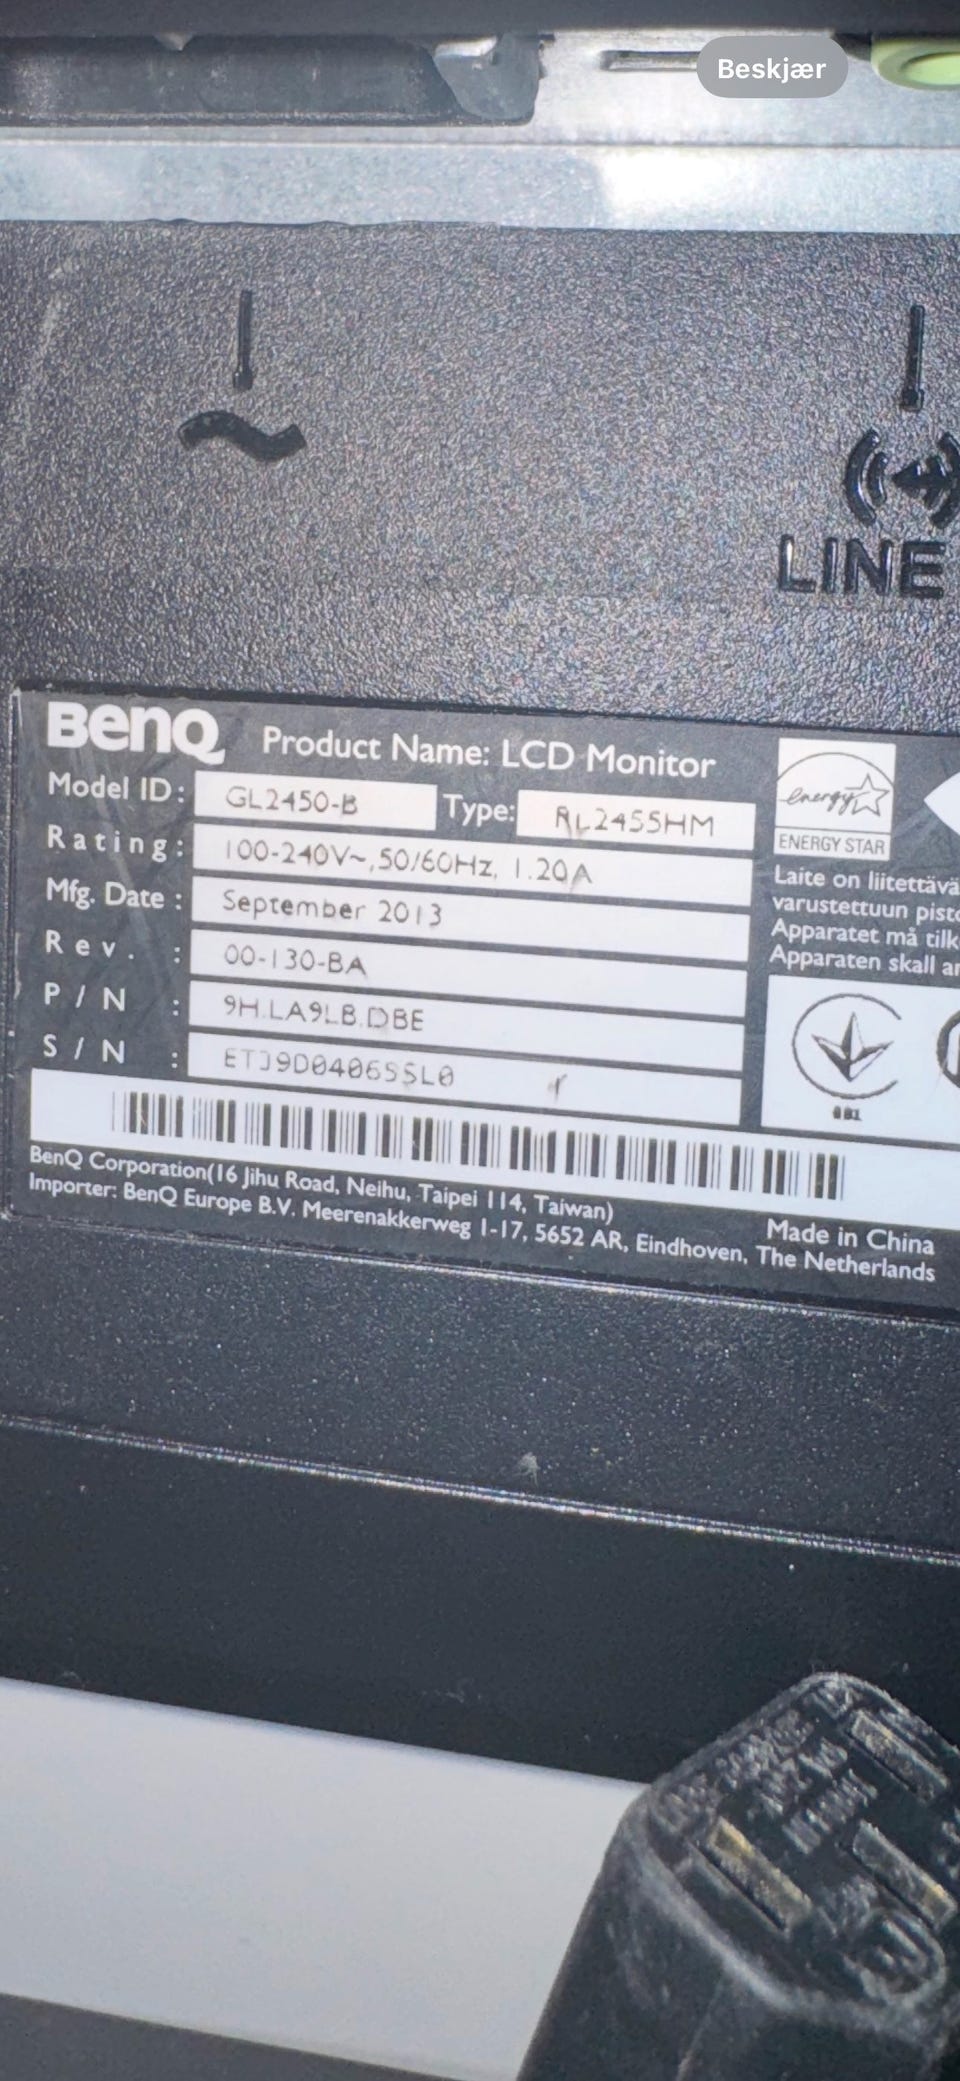 Beskjær
LINE
BenQ Product Name: LCD Monitor
Model ID: GL2450-B Type: RL2455HM
Rating: 100-240V~,50/60Hz, 1.20A
Mfg. Date: September 2013
Rev. : 00-130-BA
P/N : 9H.LA9LB.DBE
S/N : ETJ9D04065SL0
energy
ENERGY STAR
Laite on liitettävä
varustettuun pisto
Apparatet må tilk
Apparaten skall an
BenQ Corporation(16 Jihu Road, Neihu, Taipei 114, Taiwan)
Made in China
Importer: BenQ Europe B.V. Meerenakkerweg 1-17, 5652 AR, Eindhoven, The Netherlands